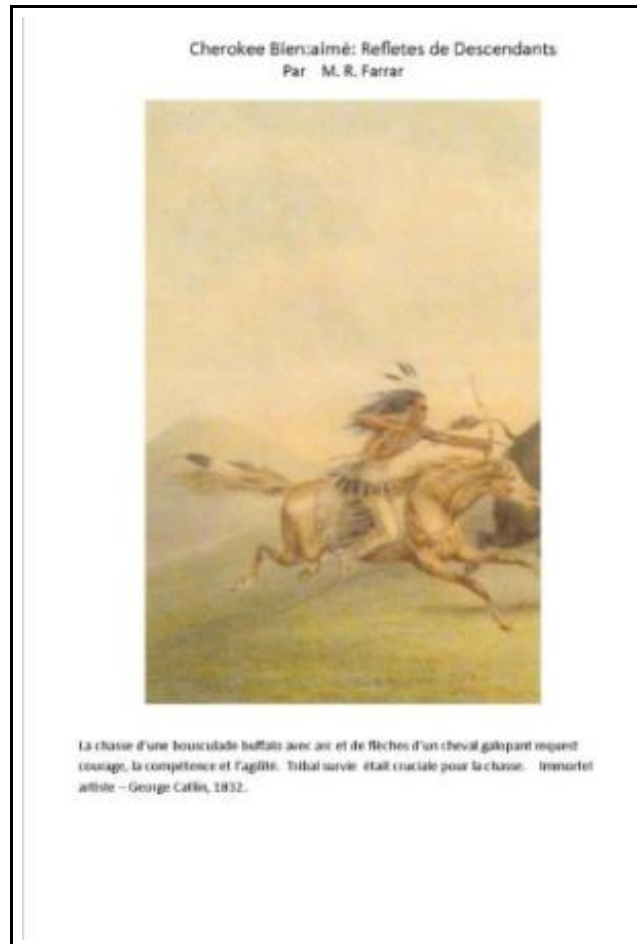 Cherokee Bien:aimé: Refletes de Descendants
Par M. R. Farrar
La chasse d'une bousculade buffalo avec arc et de flèches d'un cheval galopant request
courage, la compétence et l'agilité. Tribal survie était cruciale pour la chasse. Immortel
artiste – George Catlin, 1832.